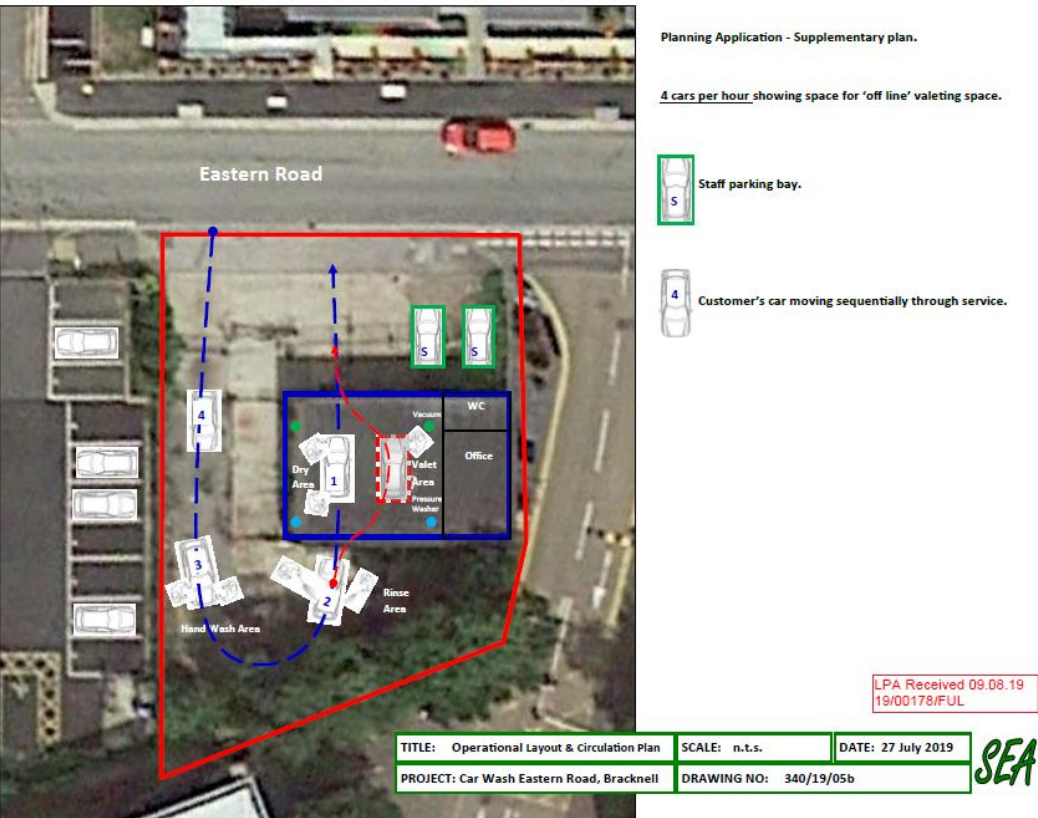 Planning Application - Supplementary plan.
4 cars per hour showing space for 'off line' valeting space.
S
Staff parking bay.
4
Customer's car moving sequentially through service.
Eastern Road
S S
4
WC
Vacuum
Office
Dry
Area
1
Valet
Area
Pressure
Washer
3
2
Rinse
Area
Hand Wash Area
LPA Received 09.08.19
19/00178/FUL
TITLE: Operational Layout & Circulation Plan
SCALE: n.t.s.
DATE: 27 July 2019
PROJECT: Car Wash Eastern Road, Bracknell
DRAWING NO: 340/19/05b
SEA